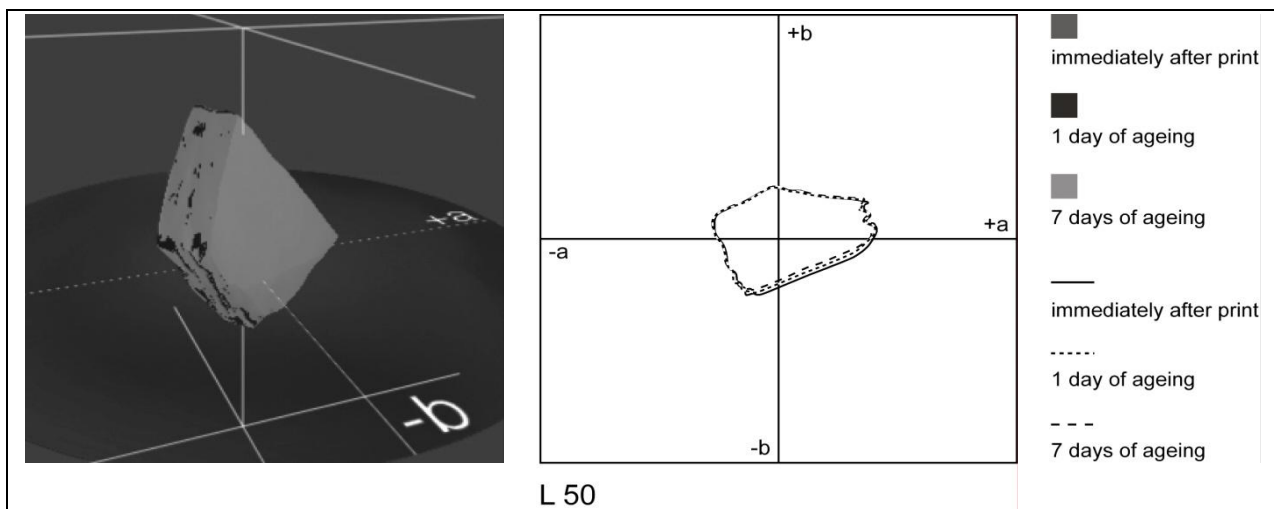 +a
-b
+b
-a
+a
-b
L 50
immediately after print
1 day of ageing
7 days of ageing
immediately after print
1 day of ageing
7 days of ageing